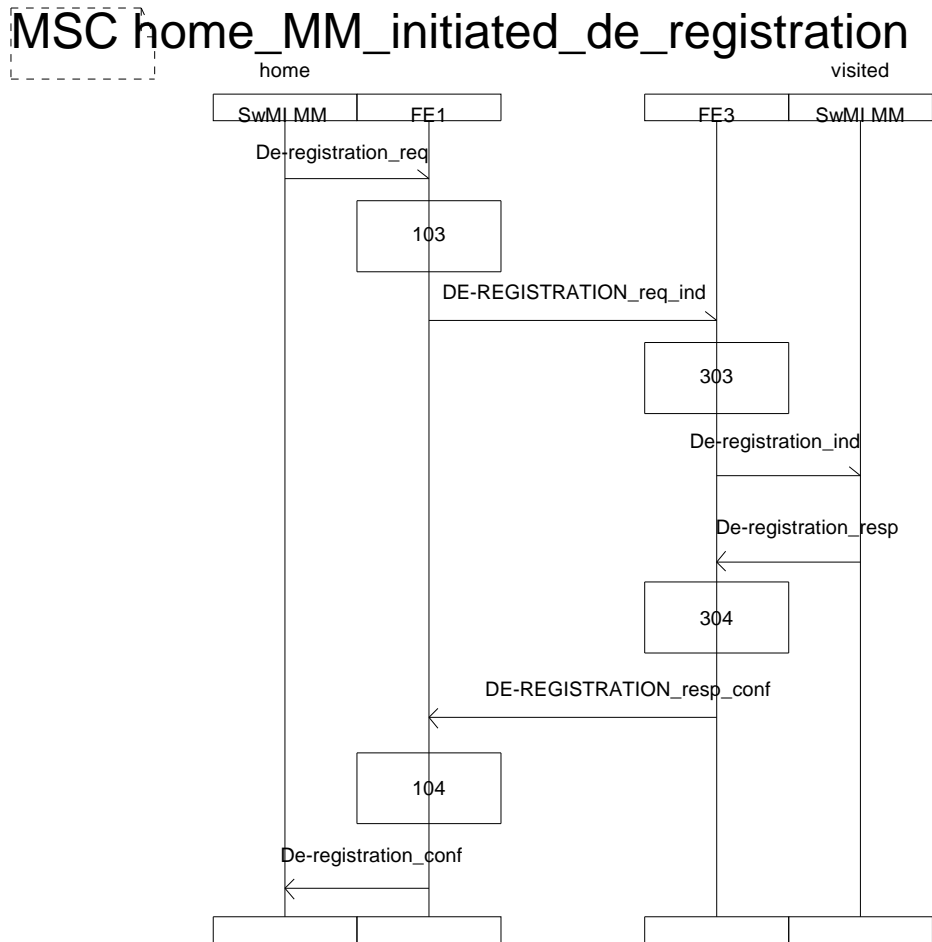 MSC home_MM_initiated_de_registration
home visited
SwMI MM FE1 FE3 SwMI MM
De-registration_req
103
DE-REGISTRATION_req_ind
303
De-registration_ind
De-registration_resp
304
DE-REGISTRATION_resp_conf
104
De-registration_conf